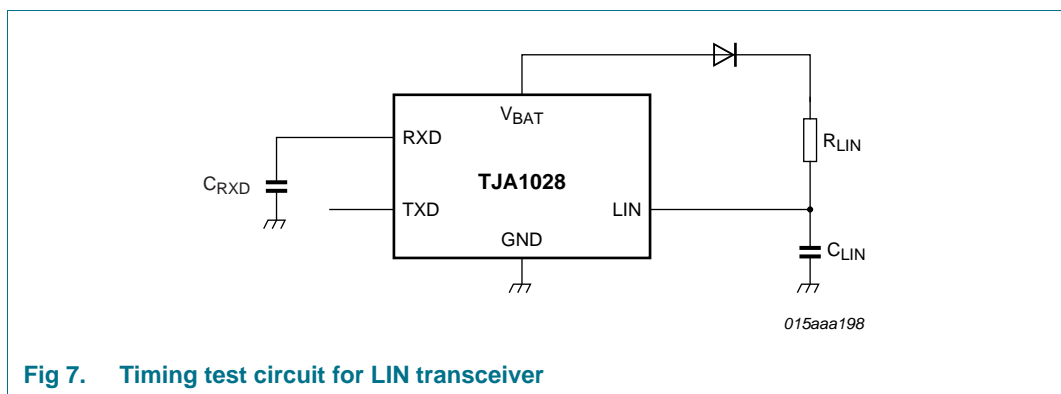 V_BAT
RXD
R_LIN
TJA1028
C_RXD
TXD
LIN
GND
C_LIN
015aaa198
Fig 7. Timing test circuit for LIN transceiver